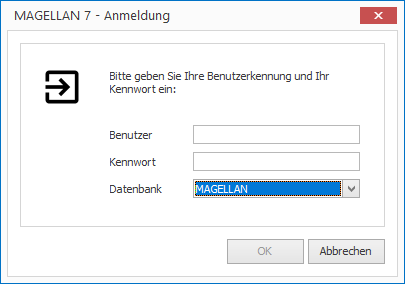 MAGELLAN 7 - Anmeldung
Bitte geben Sie Ihre Benutzerkennung und Ihr
Kennwort ein:
Benutzer
Kennwort
Datenbank MAGELLAN
OK Abbrechen